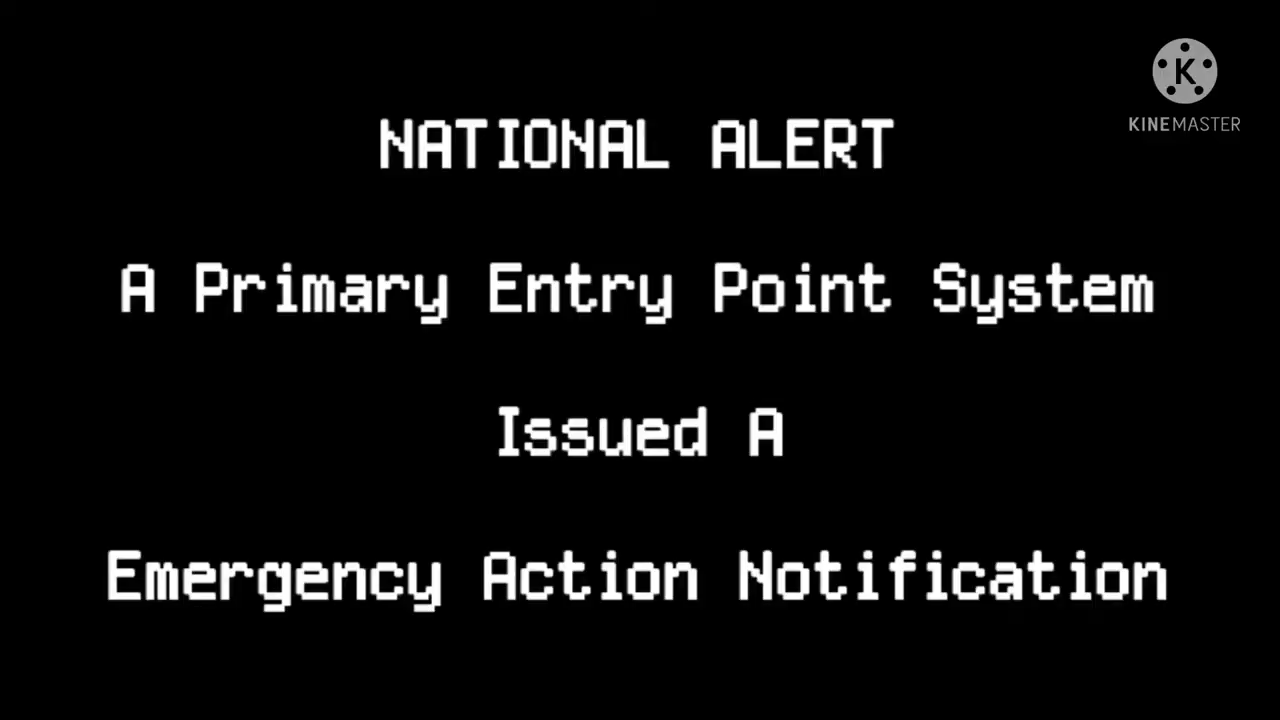 K
KINEMASTER
NATIONAL ALERT
A Primary Entry Point System
Issued A
Emergency Action Notification